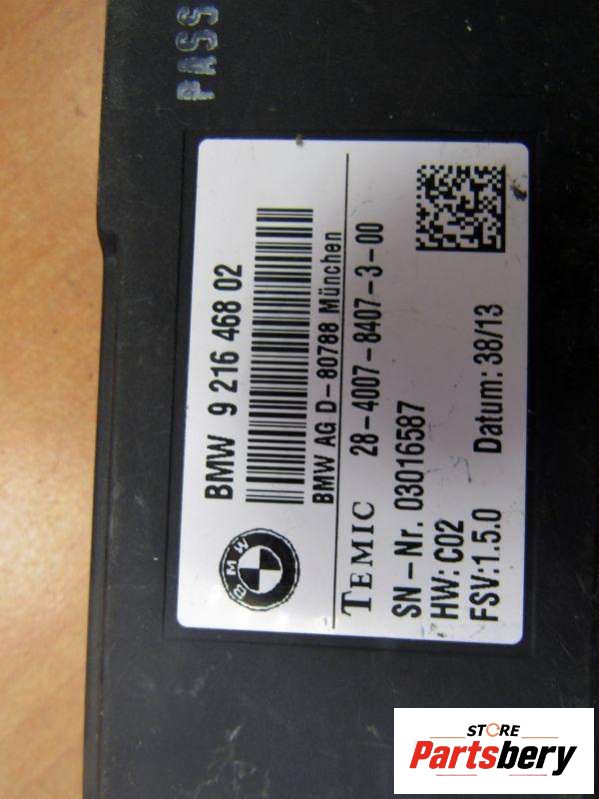 PASS
BMW 9 216 468 02
BMW AG D-80788 München
BMW
TEMIC 28-4007-8407-3-00
SN-Nr. 03016587
HW: C02
FSV:1.5.0 Datum: 38/13
STORE
Partsbery